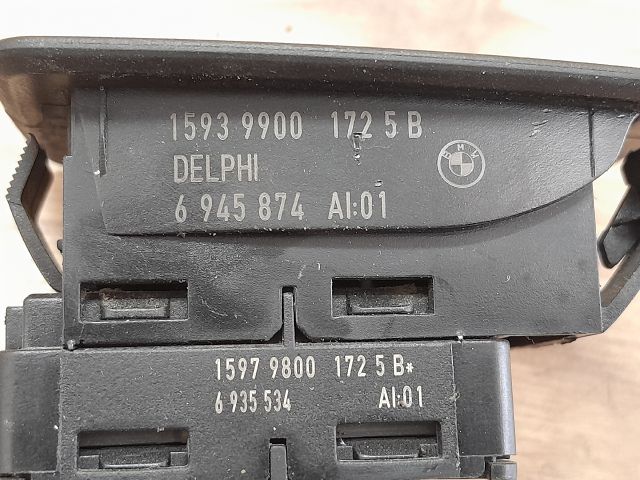 1593 9900 172 5 B
DELPHI
BMW
6 945 874 AI:01
1597 9800 172 5 B*
6 935 534 AI:01